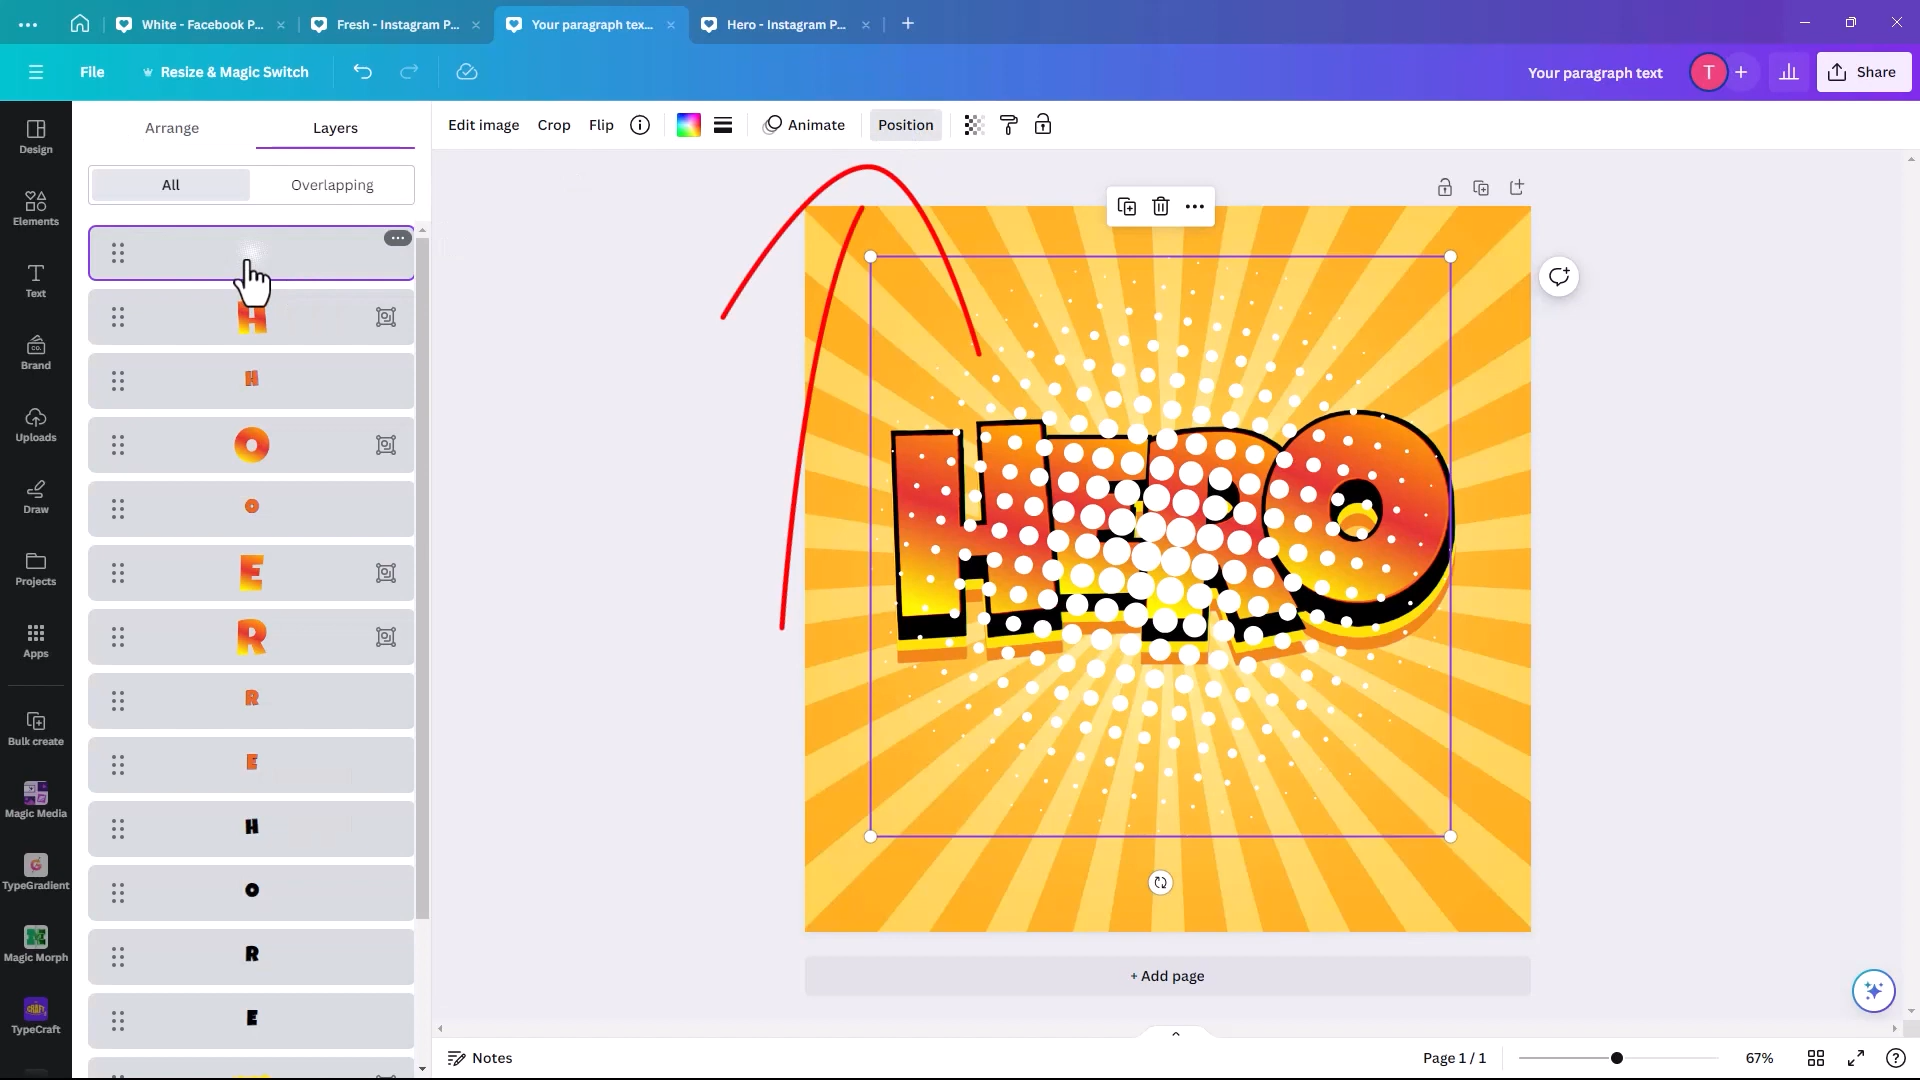 White - Facebook P...
Fresh - Instagram P...
Your paragraph tex...
Hero - Instagram P...
File
Resize & Magic Switch
Your paragraph text
T
Share
Design
Elements
Text
Brand
Uploads
Draw
Projects
Apps
Bulk create
Magic Media
TypeGradient
Magic Morph
TypeCraft
Arrange
Layers
All
Overlapping
H
H
O
O
E
R
R
E
H
O
R
E
Edit image
Crop
Flip
Animate
Position
HERO
+ Add page
Notes
Page 1 / 1
67%